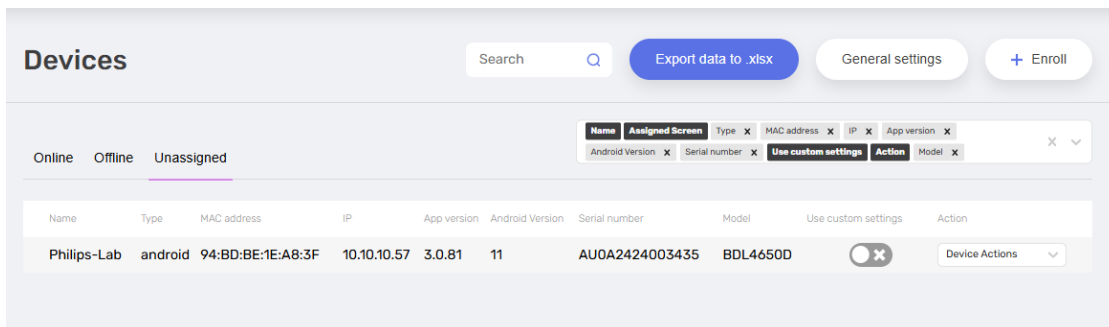 Devices
Search
Export data to .xlsx
General settings
+ Enroll
Name Assigned Screen Type x MAC address x IP x App version x
Android Version x Serial number x Use custom settings Action Model x
Online Offline Unassigned
Name Type MAC address IP App version Android Version Serial number Model Use custom settings Action
Philips-Lab android 94:BD:BE:1E:A8:3F 10.10.10.57 3.0.81 11 AU0A2424003435 BDL4650D Device Actions